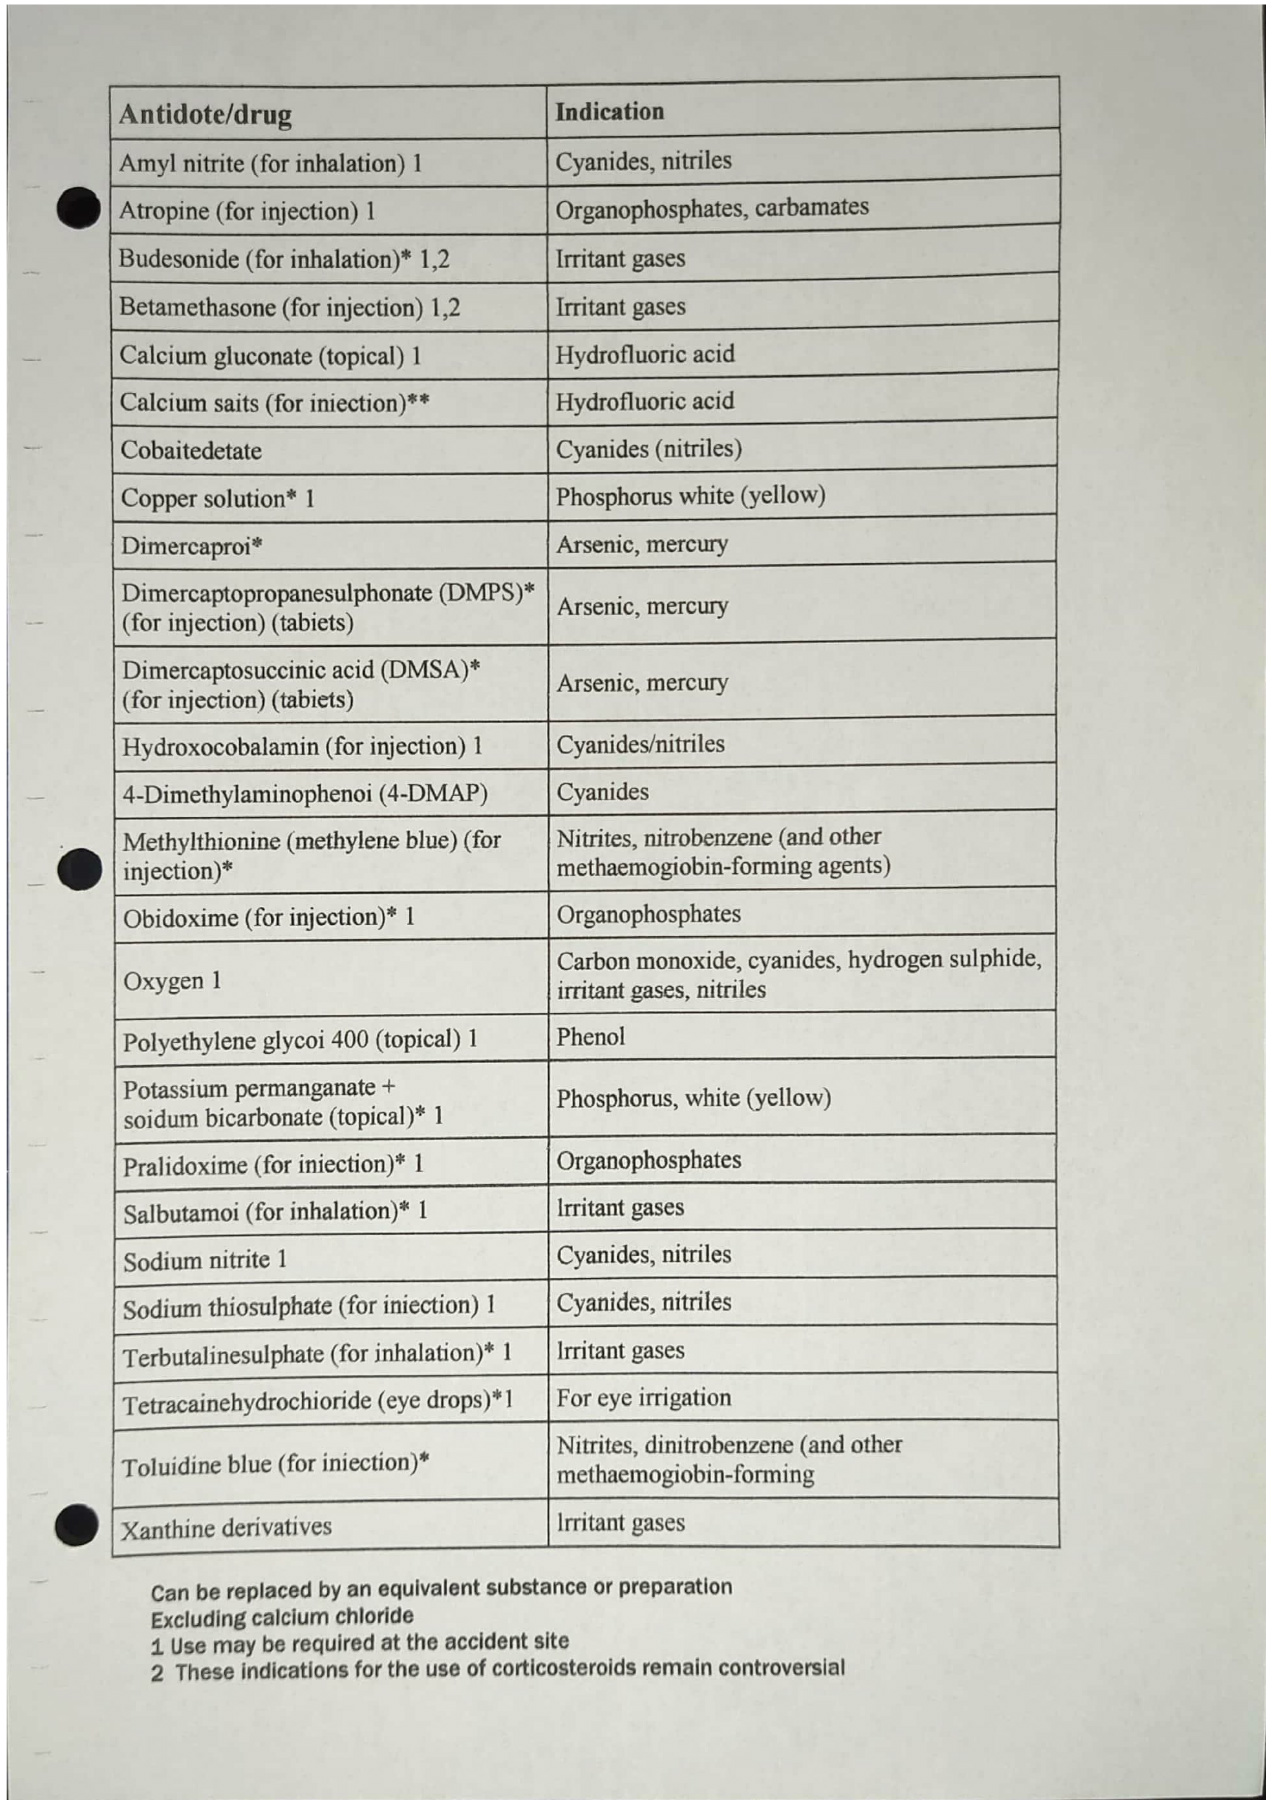 Antidote/drug Indication
Amyl nitrite (for inhalation) 1 Cyanides, nitriles
Atropine (for injection) 1 Organophosphates, carbamates
Budesonide (for inhalation)* 1,2 Irritant gases
Betamethasone (for injection) 1,2 Irritant gases
Calcium gluconate (topical) 1 Hydrofluoric acid
Calcium saits (for iniection)** Hydrofluoric acid
Cobaitedetate Cyanides (nitriles)
Copper solution* 1 Phosphorus white (yellow)
Dimercaproi* Arsenic, mercury
Dimercaptopropanesulphonate (DMPS)*
(for injection) (tabiets)
Arsenic, mercury
Dimercaptosuccinic acid (DMSA)*
(for injection) (tabiets)
Arsenic, mercury
Hydroxocobalamin (for injection) 1 Cyanides/nitriles
4-Dimethylaminophenoi (4-DMAP) Cyanides
Methylthionine (methylene blue) (for
injection)*
Nitrites, nitrobenzene (and other
methaemogiobin-forming agents)
Obidoxime (for injection)* 1 Organophosphates
Oxygen 1
Carbon monoxide, cyanides, hydrogen sulphide,
irritant gases, nitriles
Polyethylene glycoi 400 (topical) 1 Phenol
Potassium permanganate +
soidum bicarbonate (topical)* 1
Phosphorus, white (yellow)
Pralidoxime (for iniection)* 1 Organophosphates
Salbutamoi (for inhalation)* 1 Irritant gases
Sodium nitrite 1 Cyanides, nitriles
Sodium thiosulphate (for iniection) 1 Cyanides, nitriles
Terbutalinesulphate (for inhalation)* 1 Irritant gases
Tetracainehydrochioride (eye drops)*1 For eye irrigation
Toluidine blue (for iniection)*
Nitrites, dinitrobenzene (and other
methaemogiobin-forming
Xanthine derivatives Irritant gases
Can be replaced by an equivalent substance or preparation
Excluding calcium chloride
1 Use may be required at the accident site
2 These indications for the use of corticosteroids remain controversial